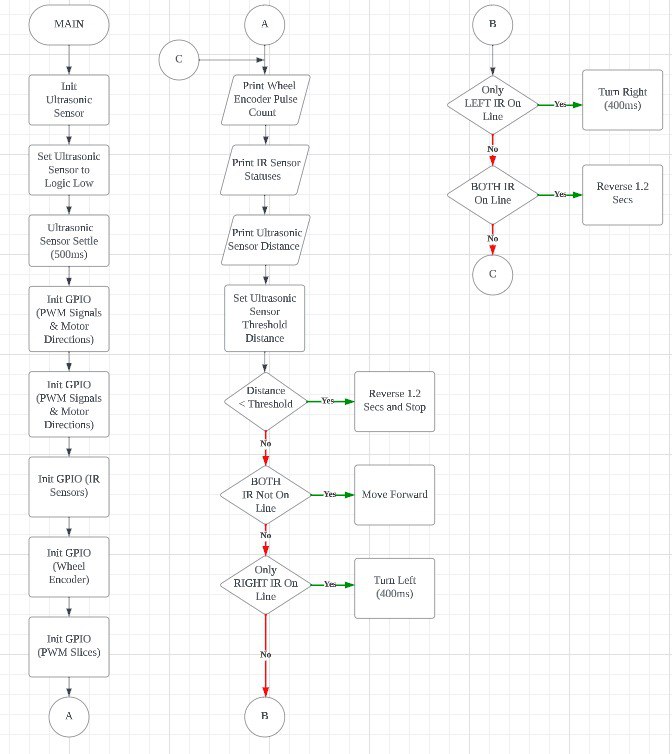 MAIN
Init
Ultrasonic
Sensor
Set Ultrasonic
Sensor to
Logic Low
Ultrasonic
Sensor Settle
(500ms)
Init GPIO
(PWM Signals
& Motor
Directions)
Init GPIO
(PWM Signals
& Motor
Directions)
Init GPIO (IR
Sensors)
Init GPIO
(Wheel
Encoder)
Init GPIO
(PWM Slices)
A
A
C
Print Wheel
Encoder Pulse
Count
Print IR Sensor
Statuses
Print Ultrasonic
Sensor Distance
Set Ultrasonic
Sensor
Threshold
Distance
Distance
< Threshold
Yes
Reverse 1.2
Secs and Stop
No
BOTH
IR Not On
Line
Yes
Move Forward
No
Only
RIGHT IR On
Line
Yes
Turn Left
(400ms)
No
B
B
Only
LEFT IR On
Line
Yes
Turn Right
(400ms)
No
BOTH IR
On Line
Yes
Reverse 1.2
Secs
No
C